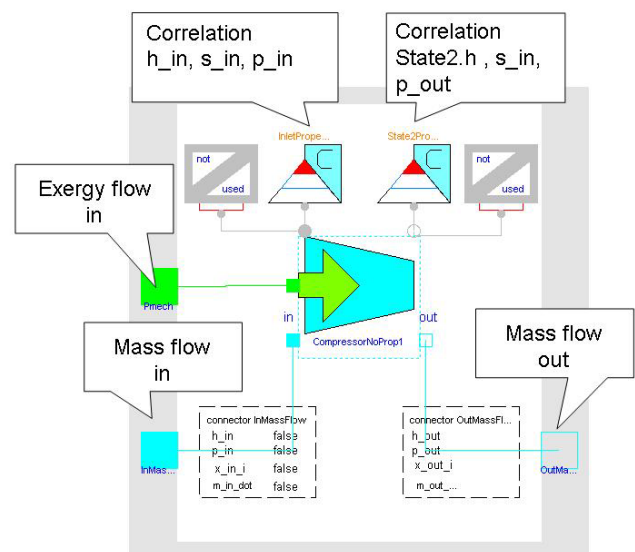 Correlation
h_in, s_in, p_in
Correlation
State2.h , s_in,
p_out
InletPrope...
State2Pro...
not
used
not
used
Exergy flow
in
Pmech
in
out
CompressorNoProp1
Mass flow
in
Mass flow
out
connector InMassFlow
h_in false
p_in false
x_in_i false
m_in_dot false
connector OutMassFl...
h_out
p_out
x_out_i
m_out_...
InMas...
OutMa...